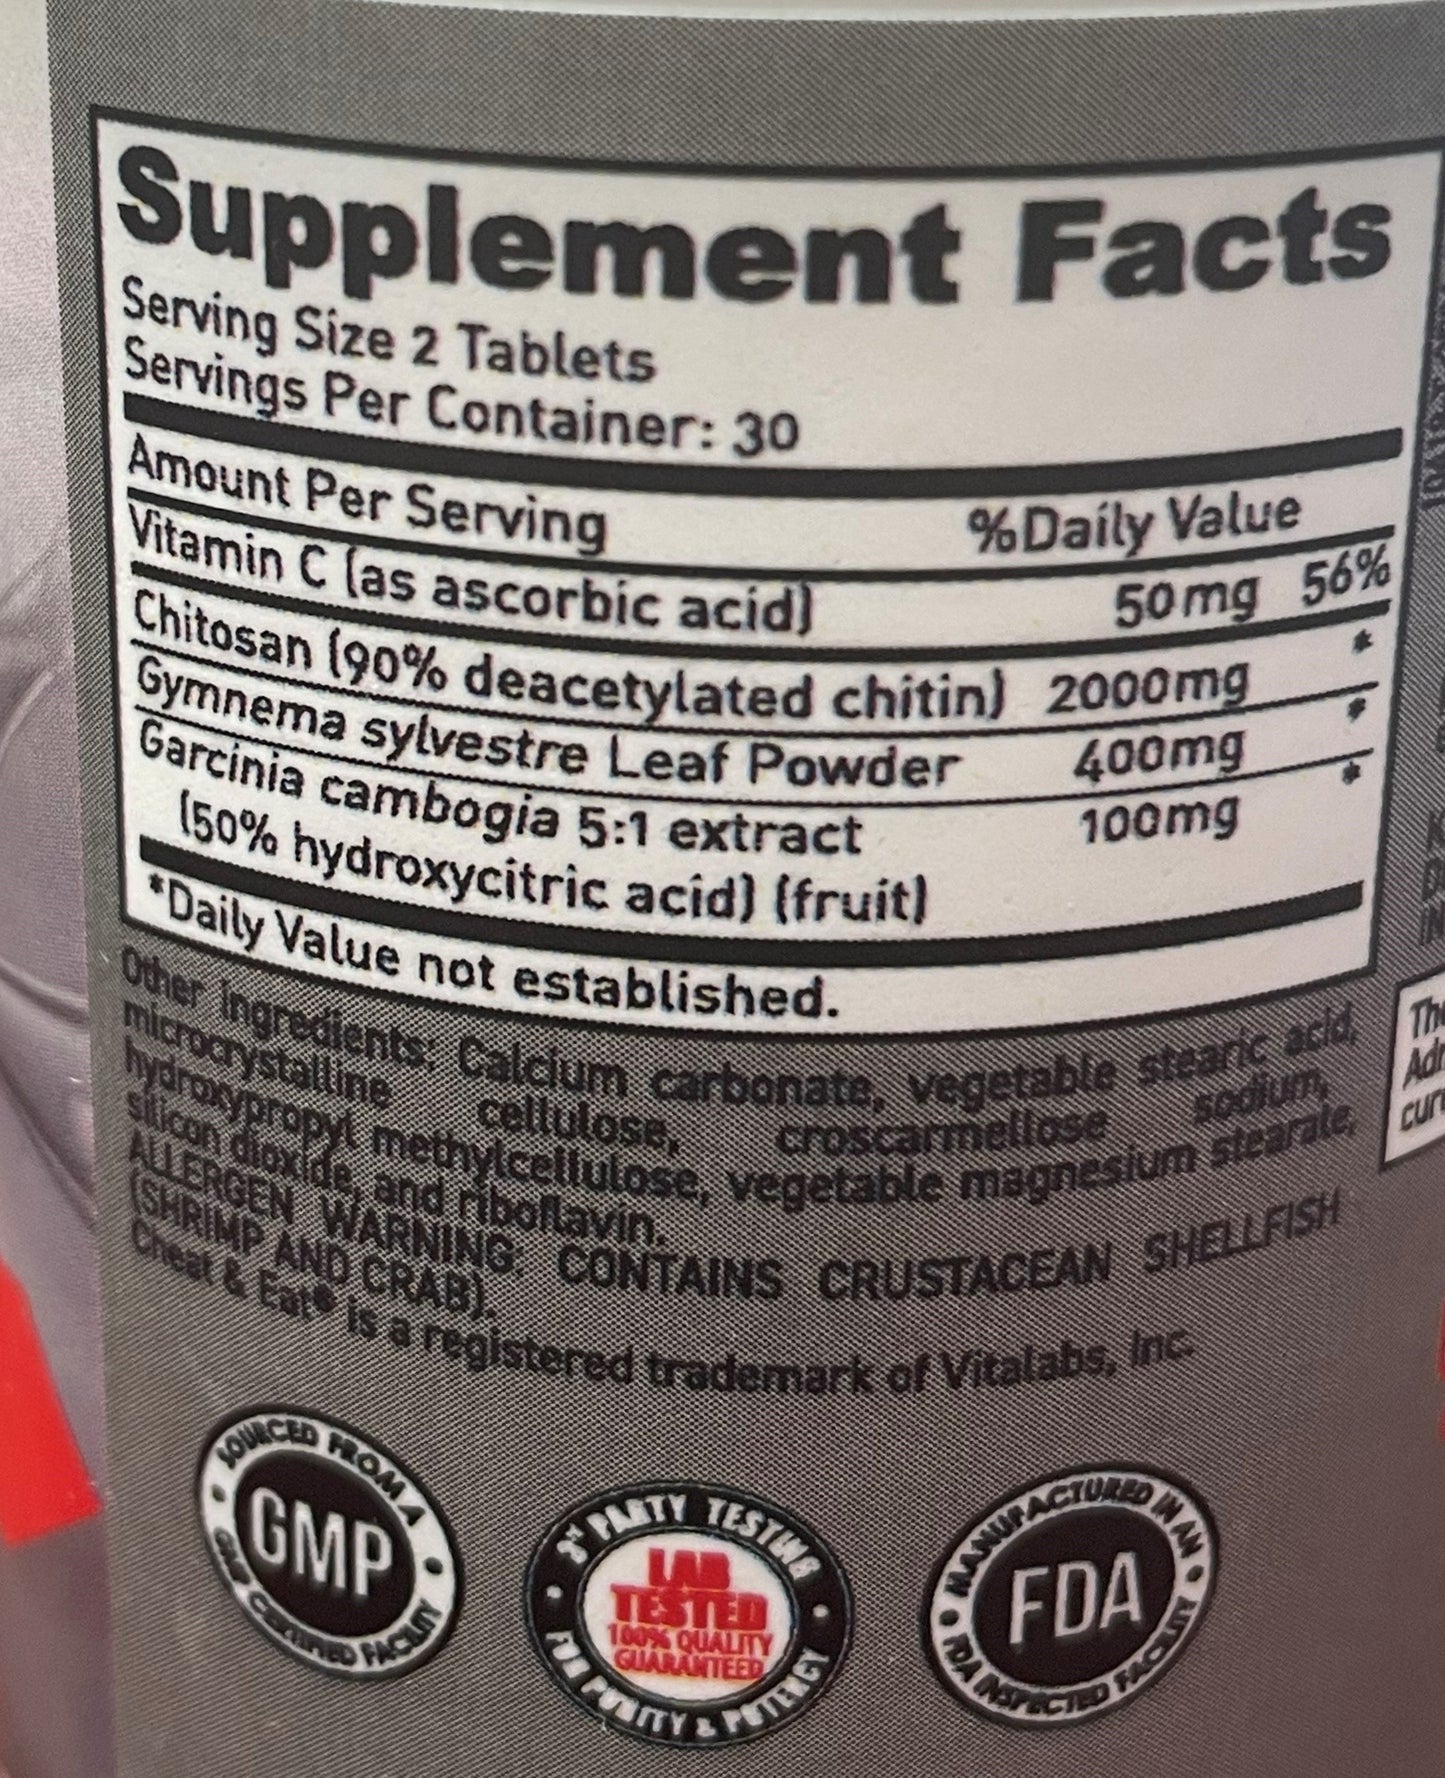 Supplement Facts
Serving Size 2 Tablets
Servings Per Container: 30
Amount Per Serving %Daily Value
Vitamin C (as ascorbic acid) 50mg 56%
Chitosan (90% deacetylated chitin) 2000mg *
Gymnema sylvestre Leaf Powder 400mg *
Garcinia cambogia 5:1 extract 100mg *
(50% hydroxycitric acid) (fruit)
*Daily Value not established.
Other ingredients: Calcium carbonate, vegetable stearic acid,
microcrystalline cellulose, croscarmellose sodium,
hydroxypropyl methylcellulose, vegetable magnesium stearate,
silicon dioxide, and riboflavin.
ALLERGEN WARNING: CONTAINS CRUSTACEAN SHELLFISH
(SHRIMP AND CRAB).
Cheat & Eat® is a registered trademark of Vitalabs, Inc.
SOURCED FROM A
GMP
GMP CERTIFIED FACILITY
3rd PARTY TESTING
LAB
TESTED
100% QUALITY
GUARANTEED
FOR PURITY & POTENCY
MANUFACTURED IN AN
FDA
FDA INSPECTED FACILITY